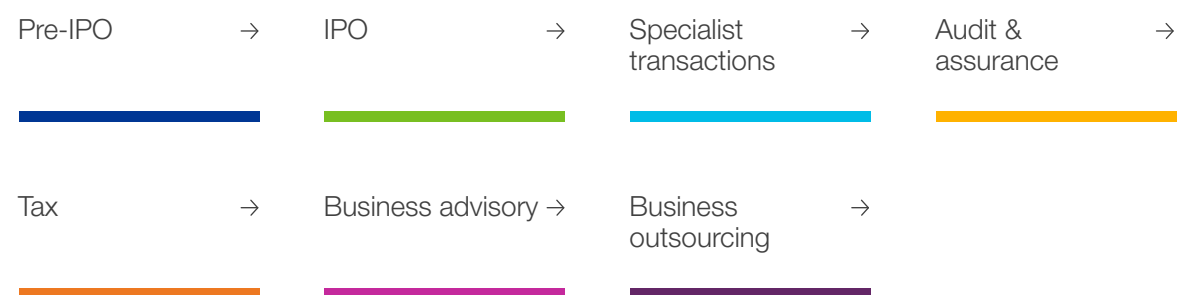 Pre-IPO →
IPO →
Specialist →
transactions
Audit & →
assurance
Tax →
Business advisory →
Business →
outsourcing